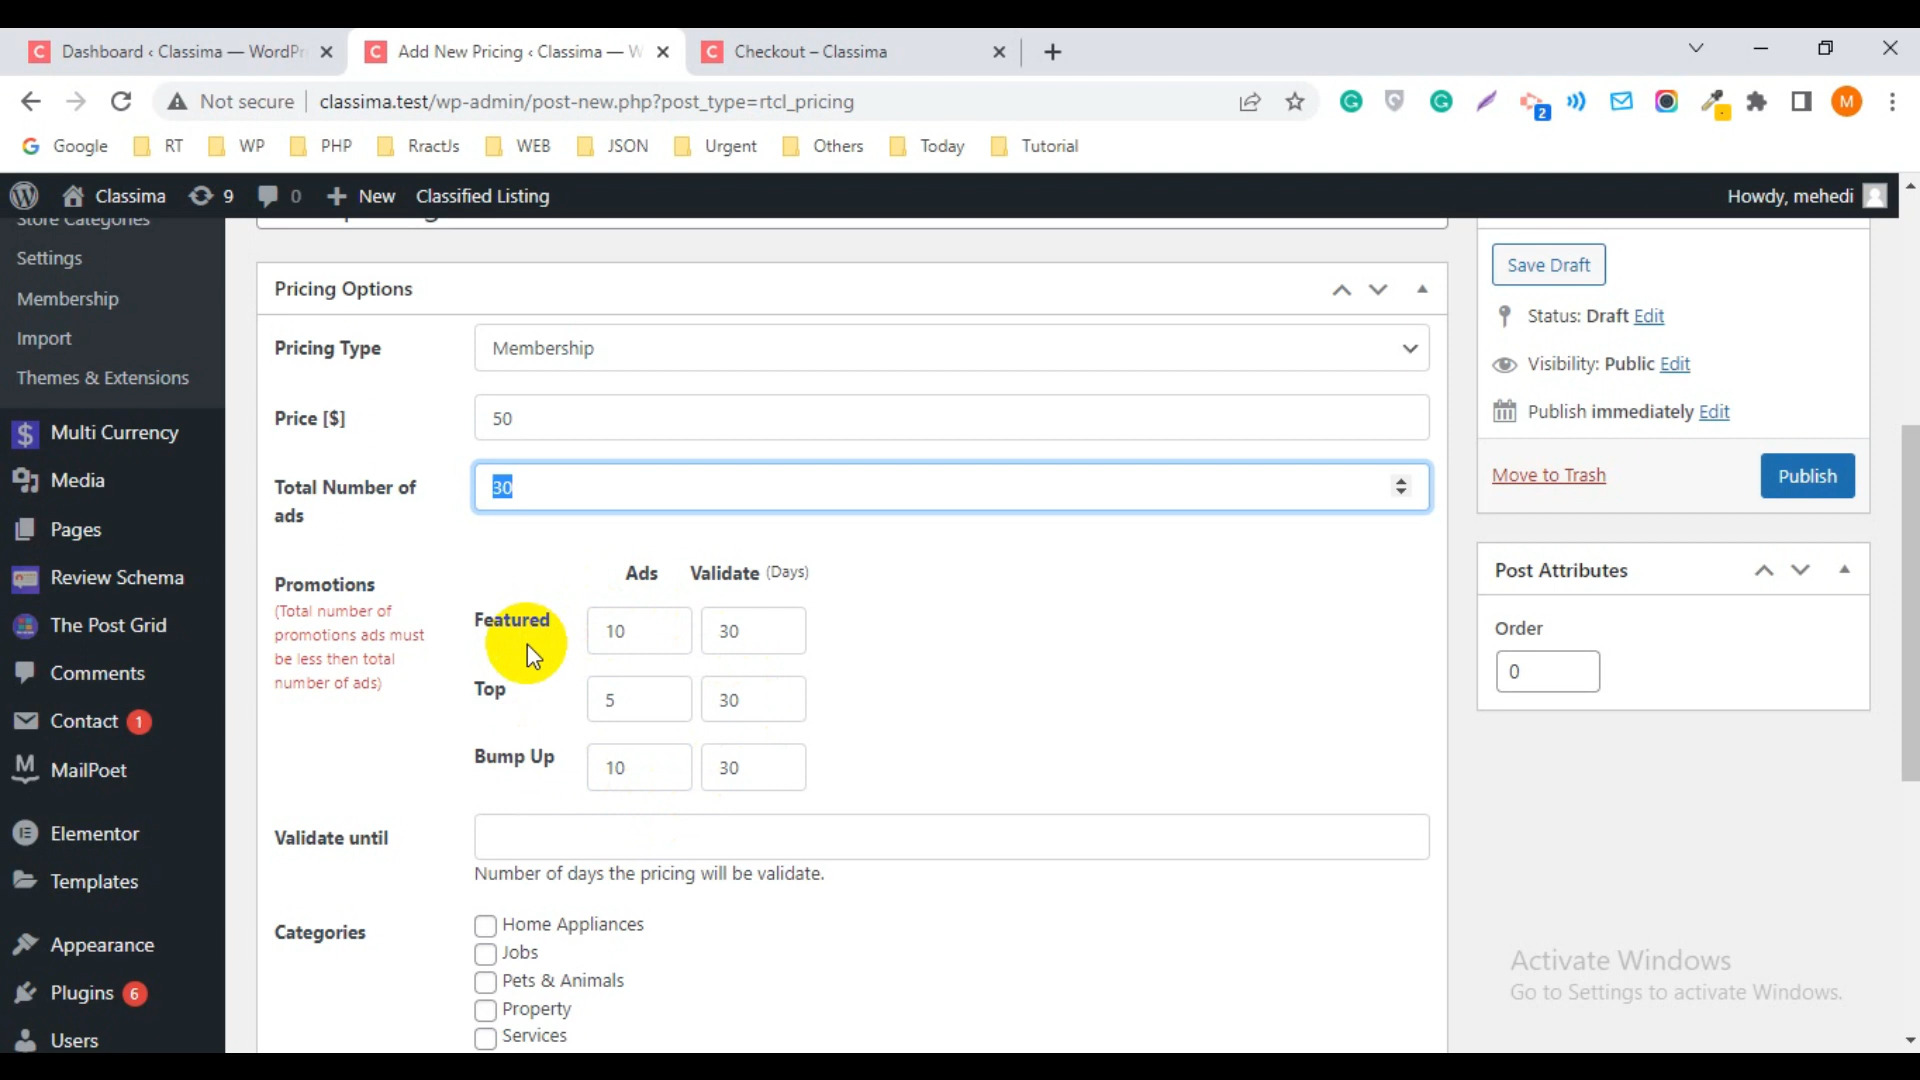 Dashboard ‹ Classima — WordPr
Add New Pricing ‹ Classima — W
Checkout – Classima
Not secure
classima.test/wp-admin/post-new.php?post_type=rtcl_pricing
2
M
Google
RT
WP
PHP
RractJs
WEB
JSON
Urgent
Others
Today
Tutorial
Classima
9
0
New
Classified Listing
Howdy, mehedi
Store Categories
Settings
Membership
Import
Themes & Extensions
Multi Currency
Media
Pages
Review Schema
The Post Grid
Comments
Contact 1
MailPoet
Elementor
Templates
Appearance
Plugins 6
Users
Pricing Options
Pricing Type
Membership
Price [$]
50
Total Number of
ads
30
Promotions
(Total number of
promotions ads must
be less then total
number of ads)
Ads Validate (Days)
Featured 10 30
Top 5 30
Bump Up 10 30
Validate until
Number of days the pricing will be validate.
Categories
Home Appliances
Jobs
Pets & Animals
Property
Services
Save Draft
Status: Draft Edit
Visibility: Public Edit
Publish immediately Edit
Move to Trash
Publish
Post Attributes
Order
0
Activate Windows
Go to Settings to activate Windows.